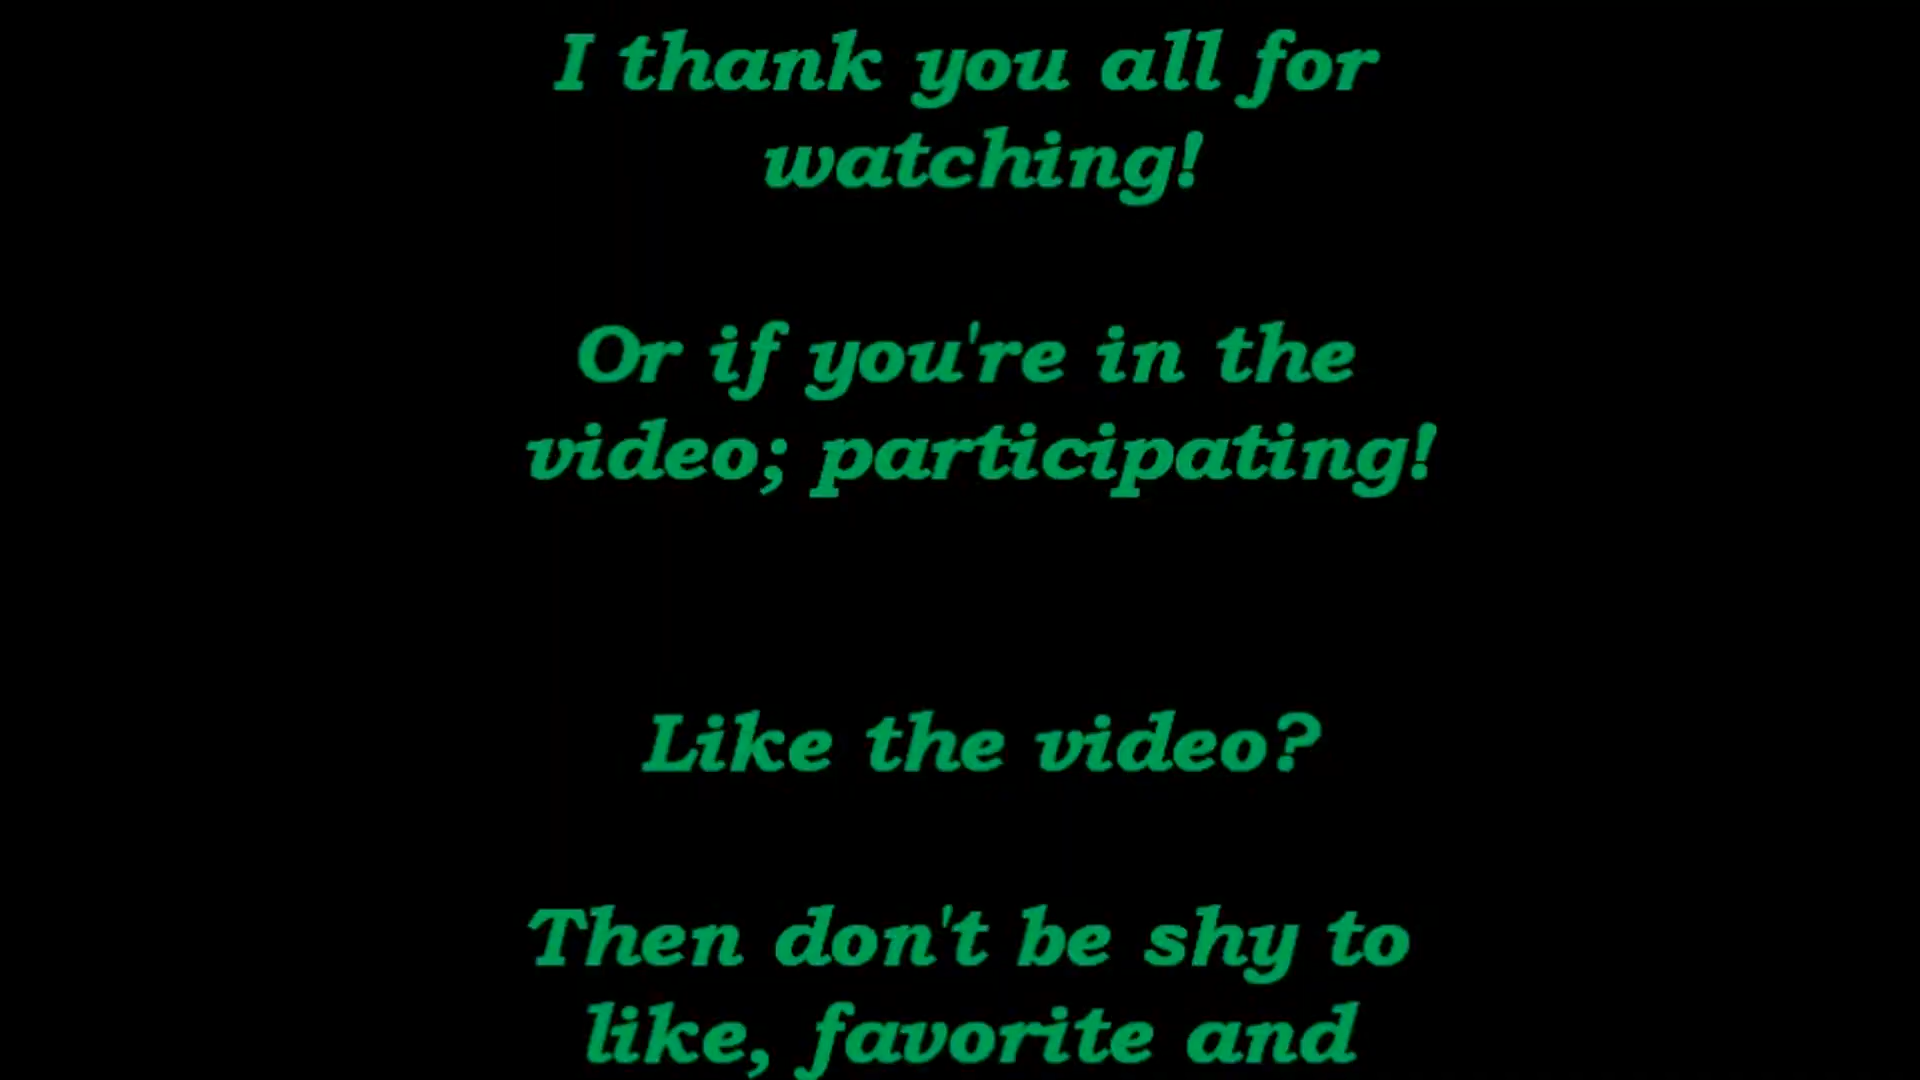 I thank you all for
watching!
Or if you're in the
video; participating!
Like the video?
Then don't be shy to
like, favorite and